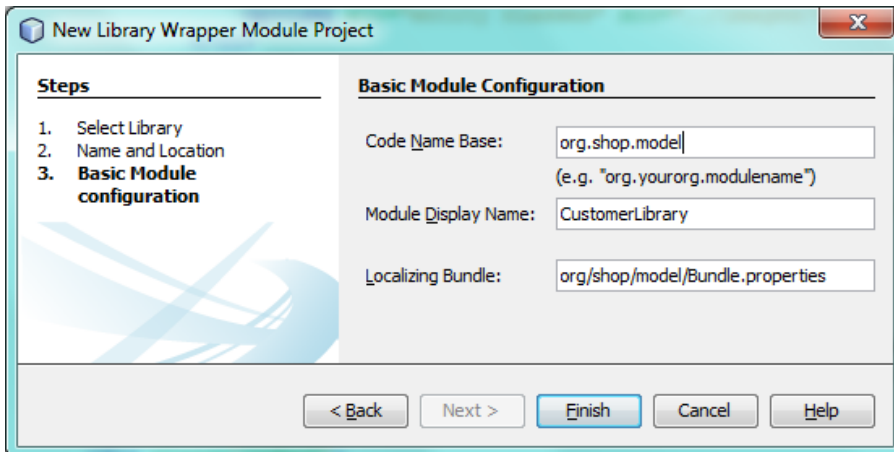 New Library Wrapper Module Project
Steps
1. Select Library
2. Name and Location
3. Basic Module
configuration
Basic Module Configuration
Code Name Base: org.shop.model
(e.g. "org.yourorg.modulename")
Module Display Name: CustomerLibrary
Localizing Bundle: org/shop/model/Bundle.properties
< Back Next > Finish Cancel Help